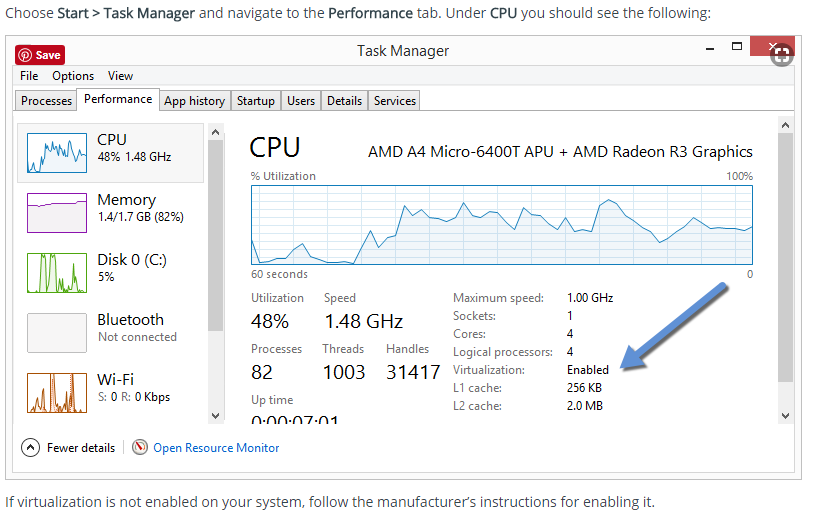 Choose Start > Task Manager and navigate to the Performance tab. Under CPU you should see the following:
Save
Task Manager
File Options View
Processes Performance App history Startup Users Details Services
CPU
48% 1.48 GHz
Memory
1.4/1.7 GB (82%)
Disk 0 (C:)
5%
Bluetooth
Not connected
Wi-Fi
S: 0 R: 0 Kbps
CPU AMD A4 Micro-6400T APU + AMD Radeon R3 Graphics
% Utilization 100%
60 seconds 0
Utilization Speed
48% 1.48 GHz
Processes Threads Handles
82 1003 31417
Up time
0:00:07:01
Maximum speed: 1.00 GHz
Sockets: 1
Cores: 4
Logical processors: 4
Virtualization: Enabled
L1 cache: 256 KB
L2 cache: 2.0 MB
Fewer details Open Resource Monitor
If virtualization is not enabled on your system, follow the manufacturer’s instructions for enabling it.